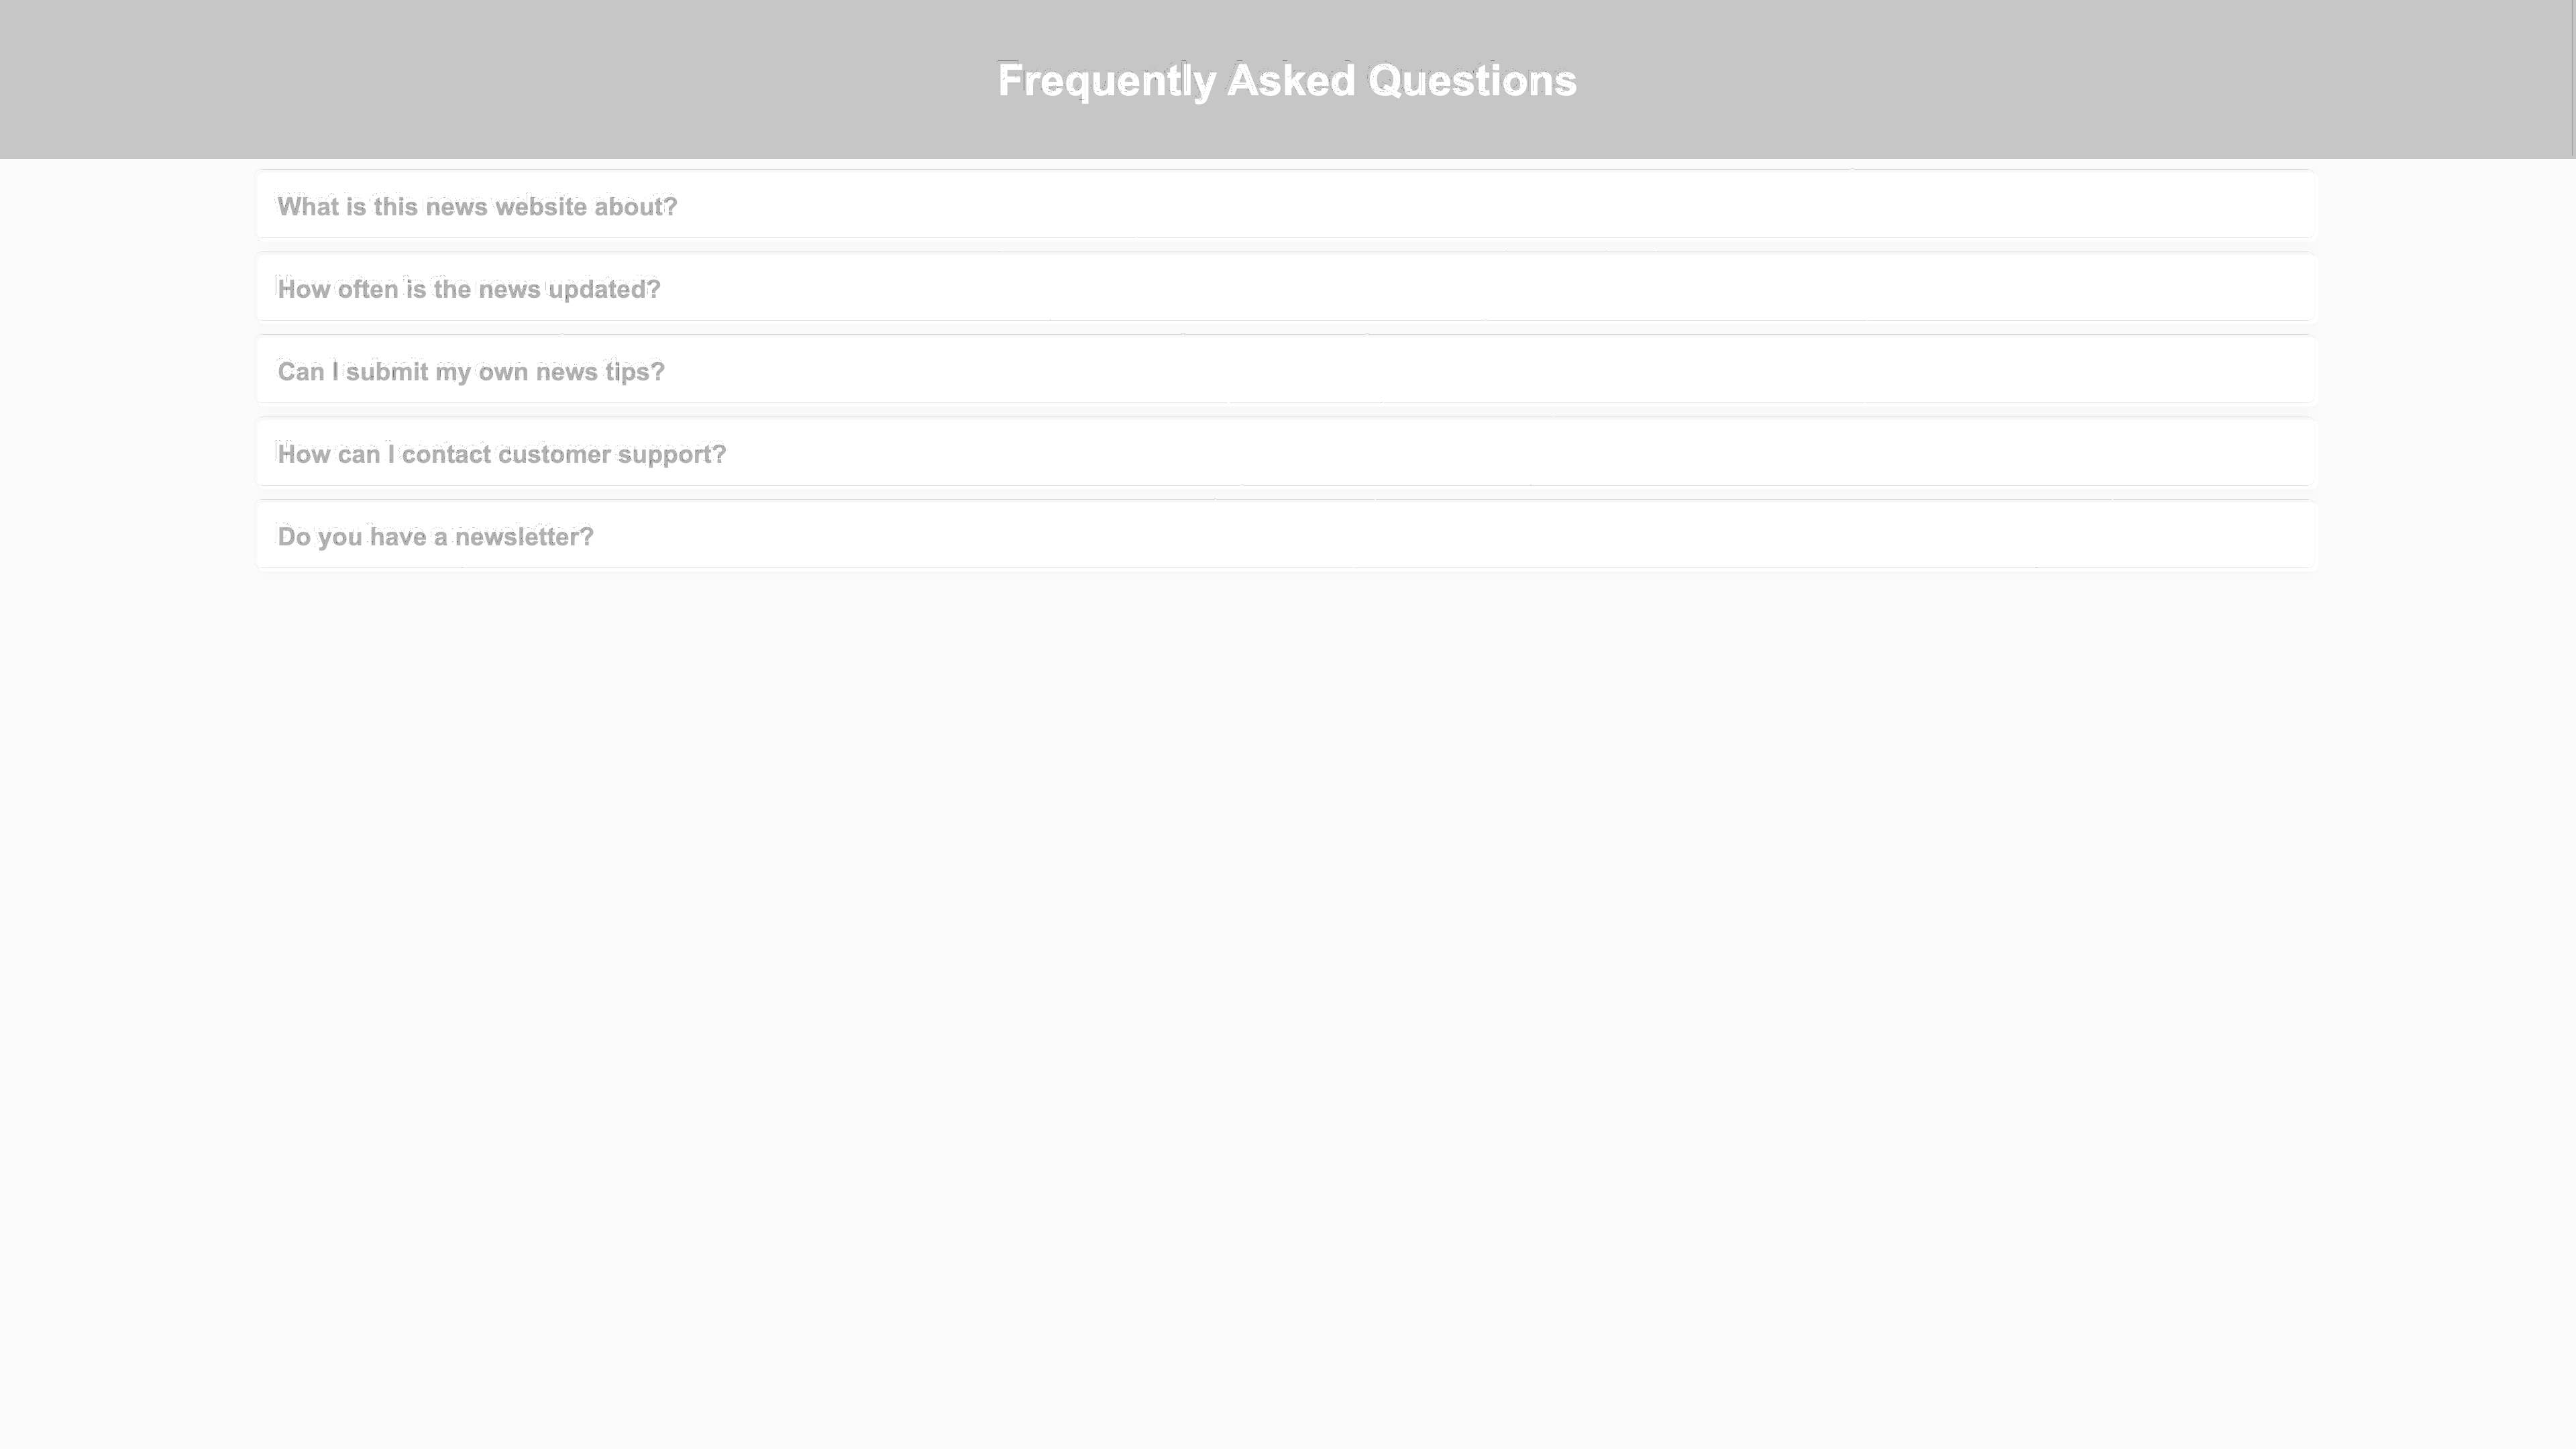 Frequently Asked Questions
What is this news website about?
How often is the news updated?
Can I submit my own news tips?
How can I contact customer support?
Do you have a newsletter?